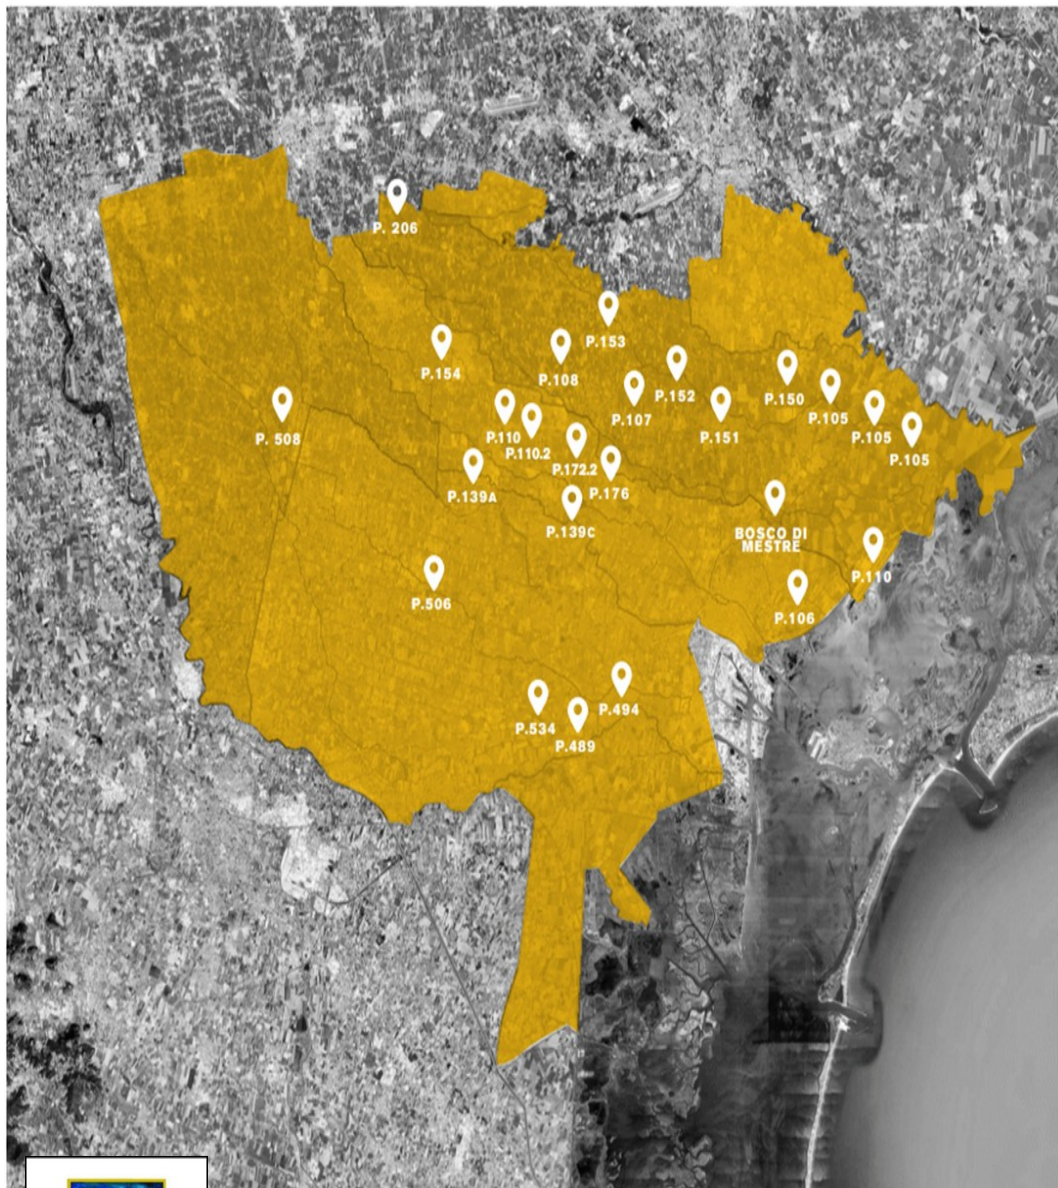 P. 206
P.153
P.154
P.108
P.152
P.150
P.107
P.105
P.151
P.105
P. 508
P.110
P.110.2
P.105
P.172.2
P.139A
P.176
P.139C
BOSCO DI
MESTRE
P.110
P.506
P.106
P.494
P.534
P.489